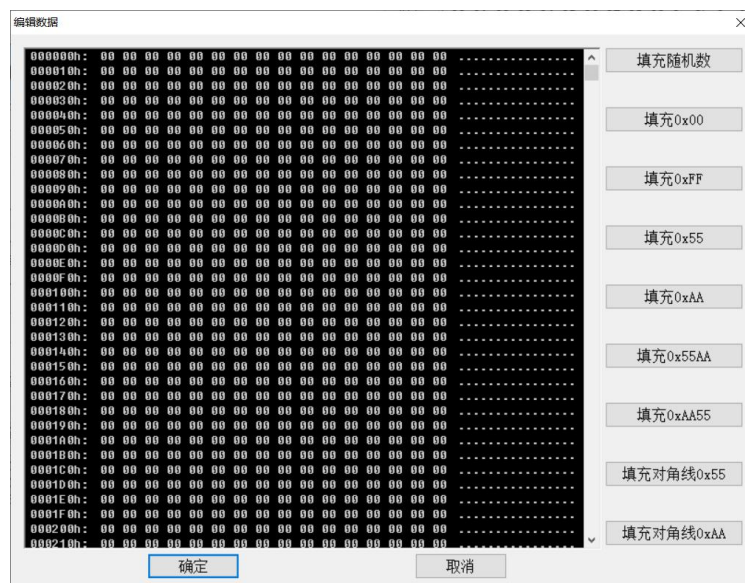 编辑数据
000000h: 00 00 00 00 00 00 00 00 00 00 00 00 00 00 00 00 ................
000010h: 00 00 00 00 00 00 00 00 00 00 00 00 00 00 00 00 ................
000020h: 00 00 00 00 00 00 00 00 00 00 00 00 00 00 00 00 ................
000030h: 00 00 00 00 00 00 00 00 00 00 00 00 00 00 00 00 ................
000040h: 00 00 00 00 00 00 00 00 00 00 00 00 00 00 00 00 ................
000050h: 00 00 00 00 00 00 00 00 00 00 00 00 00 00 00 00 ................
000060h: 00 00 00 00 00 00 00 00 00 00 00 00 00 00 00 00 ................
000070h: 00 00 00 00 00 00 00 00 00 00 00 00 00 00 00 00 ................
000080h: 00 00 00 00 00 00 00 00 00 00 00 00 00 00 00 00 ................
000090h: 00 00 00 00 00 00 00 00 00 00 00 00 00 00 00 00 ................
0000A0h: 00 00 00 00 00 00 00 00 00 00 00 00 00 00 00 00 ................
0000B0h: 00 00 00 00 00 00 00 00 00 00 00 00 00 00 00 00 ................
0000C0h: 00 00 00 00 00 00 00 00 00 00 00 00 00 00 00 00 ................
0000D0h: 00 00 00 00 00 00 00 00 00 00 00 00 00 00 00 00 ................
0000E0h: 00 00 00 00 00 00 00 00 00 00 00 00 00 00 00 00 ................
0000F0h: 00 00 00 00 00 00 00 00 00 00 00 00 00 00 00 00 ................
000100h: 00 00 00 00 00 00 00 00 00 00 00 00 00 00 00 00 ................
000110h: 00 00 00 00 00 00 00 00 00 00 00 00 00 00 00 00 ................
000120h: 00 00 00 00 00 00 00 00 00 00 00 00 00 00 00 00 ................
000130h: 00 00 00 00 00 00 00 00 00 00 00 00 00 00 00 00 ................
000140h: 00 00 00 00 00 00 00 00 00 00 00 00 00 00 00 00 ................
000150h: 00 00 00 00 00 00 00 00 00 00 00 00 00 00 00 00 ................
000160h: 00 00 00 00 00 00 00 00 00 00 00 00 00 00 00 00 ................
000170h: 00 00 00 00 00 00 00 00 00 00 00 00 00 00 00 00 ................
000180h: 00 00 00 00 00 00 00 00 00 00 00 00 00 00 00 00 ................
000190h: 00 00 00 00 00 00 00 00 00 00 00 00 00 00 00 00 ................
0001A0h: 00 00 00 00 00 00 00 00 00 00 00 00 00 00 00 00 ................
0001B0h: 00 00 00 00 00 00 00 00 00 00 00 00 00 00 00 00 ................
0001C0h: 00 00 00 00 00 00 00 00 00 00 00 00 00 00 00 00 ................
0001D0h: 00 00 00 00 00 00 00 00 00 00 00 00 00 00 00 00 ................
0001E0h: 00 00 00 00 00 00 00 00 00 00 00 00 00 00 00 00 ................
0001F0h: 00 00 00 00 00 00 00 00 00 00 00 00 00 00 00 00 ................
000200h: 00 00 00 00 00 00 00 00 00 00 00 00 00 00 00 00 ................
000210h: 00 00 00 00 00 00 00 00 00 00 00 00 00 00 00 00 ................
填充随机数
填充0x00
填充0xFF
填充0x55
填充0xAA
填充0x55AA
填充0xAA55
填充对角线0x55
填充对角线0xAA
确定
取消